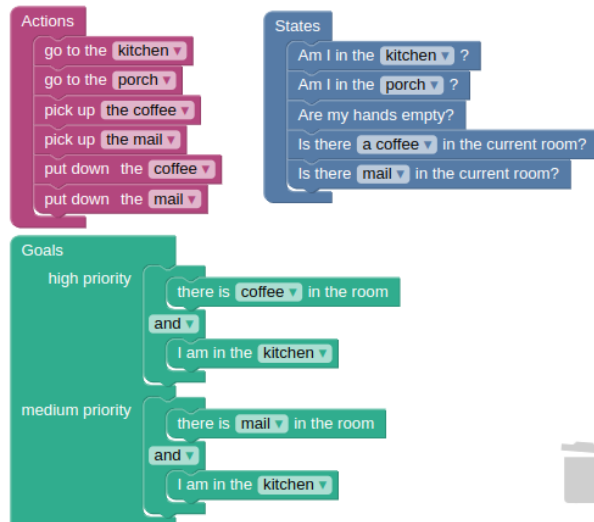 Actions
go to the kitchen
go to the porch
pick up the coffee
pick up the mail
put down the coffee
put down the mail
States
Am I in the kitchen ?
Am I in the porch ?
Are my hands empty?
Is there a coffee in the current room?
Is there mail in the current room?
Goals
high priority
there is coffee in the room
and
I am in the kitchen
medium priority
there is mail in the room
and
I am in the kitchen